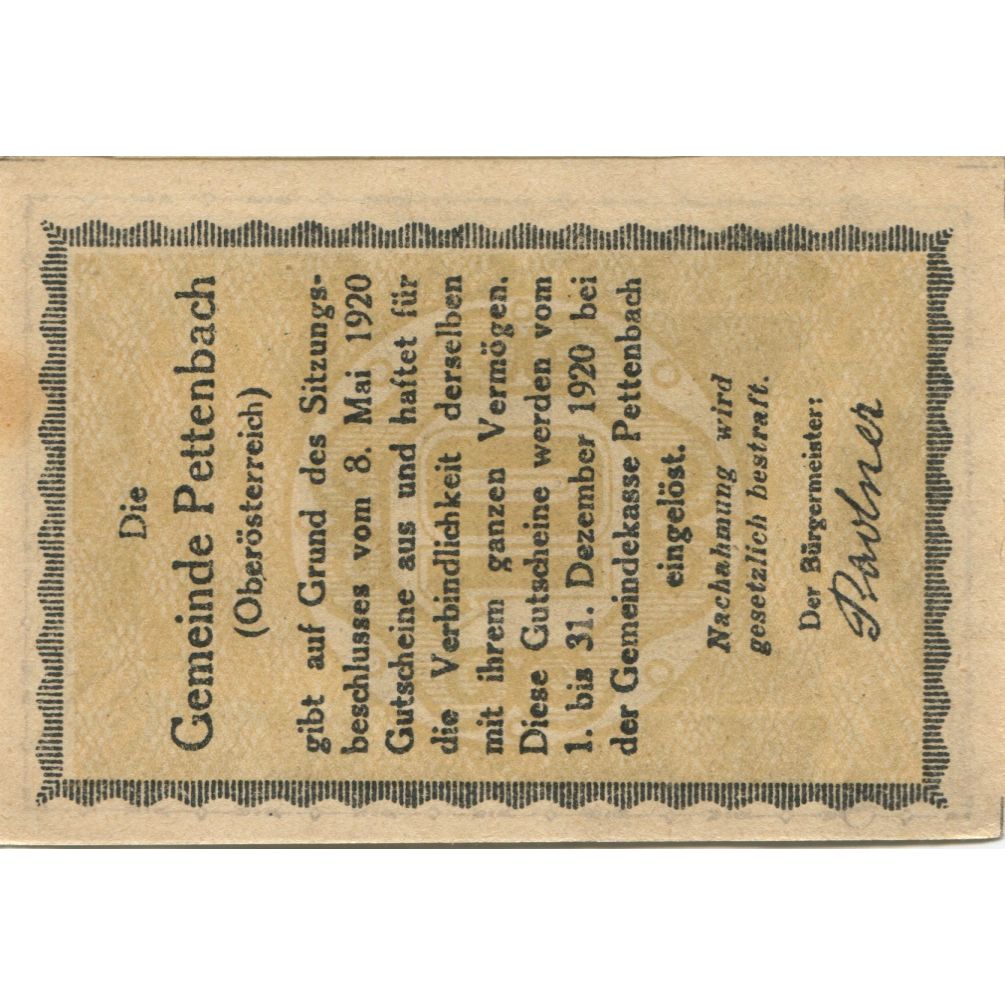 Die
Gemeinde Pettenbach
(Oberösterreich)
gibt auf Grund des Sitzungs-
beschlusses vom 8. Mai 1920
Gutscheine aus und haftet für
die Verbindlichkeit derselben
mit ihrem ganzen Vermögen.
Diese Gutscheine werden vom
1. bis 31. Dezember 1920 bei
der Gemeindekasse Pettenbach
eingelöst.
Nachahmung wird
gesetzlich bestraft.
Der Bürgermeister: